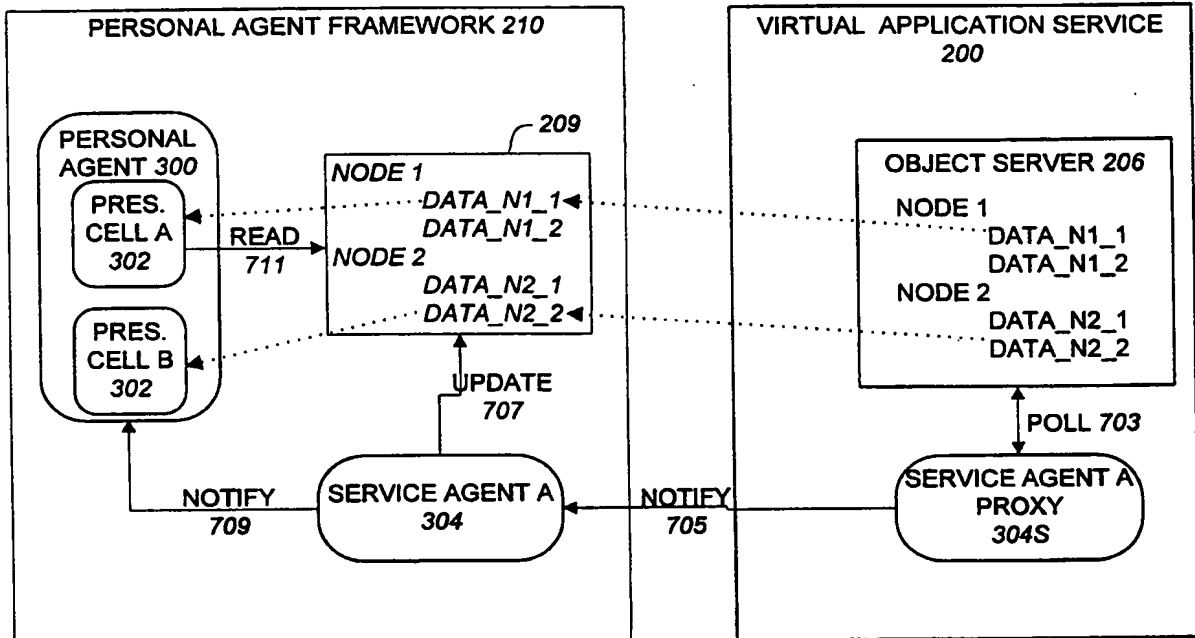 PERSONAL AGENT FRAMEWORK 210
PERSONAL
AGENT 300
PRES.
CELL A
302
READ
711
PRES.
CELL B
302
209
NODE 1
DATA_N1_1
DATA_N1_2
NODE 2
DATA_N2_1
DATA_N2_2
UPDATE
707
NOTIFY
709
SERVICE AGENT A
304
NOTIFY
705
VIRTUAL APPLICATION SERVICE
200
OBJECT SERVER 206
NODE 1
DATA_N1_1
DATA_N1_2
NODE 2
DATA_N2_1
DATA_N2_2
POLL 703
SERVICE AGENT A
PROXY
304S